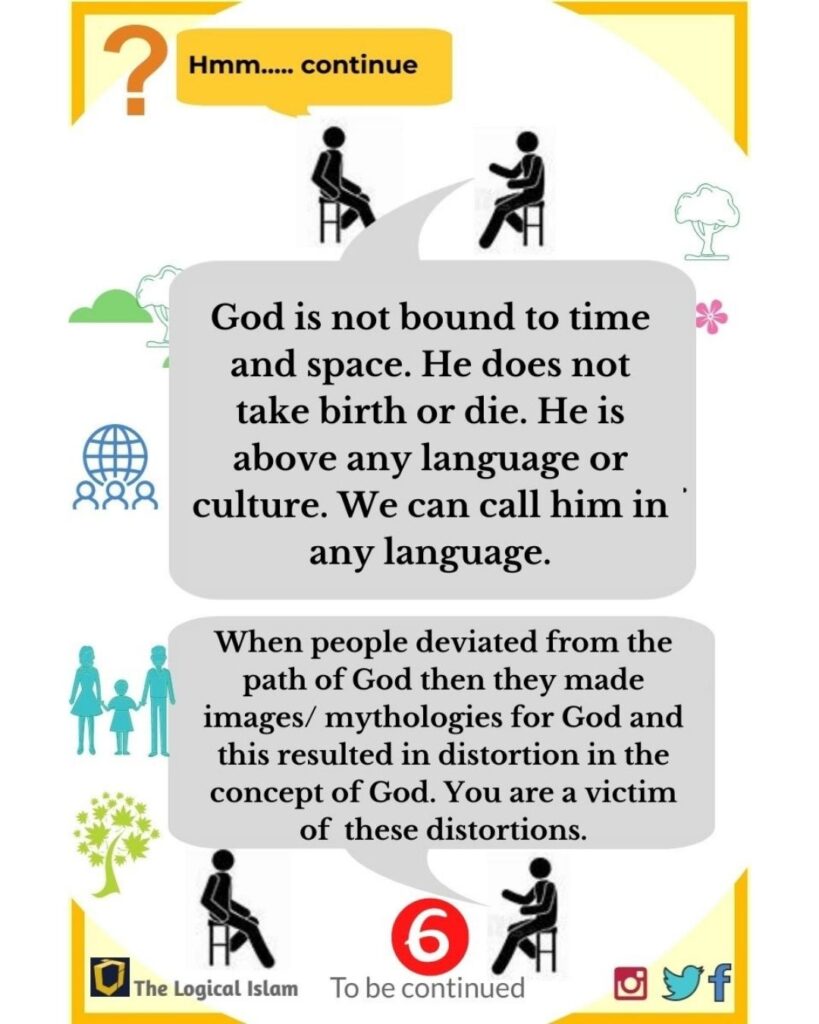 ?
Hmm..... continue
God is not bound to time
and space. He does not
take birth or die. He is
above any language or
culture. We can call him in
any language.
When people deviated from the
path of God then they made
images/ mythologies for God and
this resulted in distortion in the
concept of God. You are a victim
of these distortions.
6
The Logical Islam
To be continued